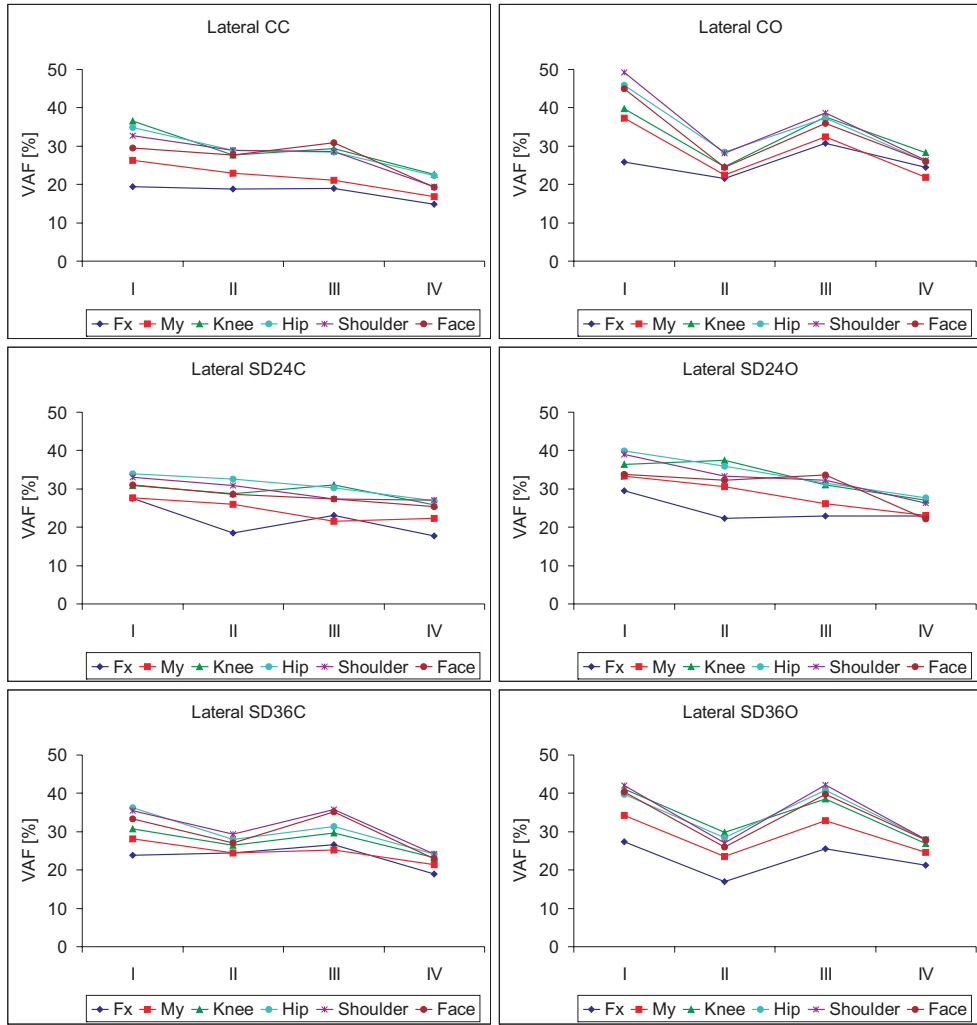 Lateral CC
VAF [%]
50
40
30
20
10
0
I II III IV
Fx My Knee Hip Shoulder Face
Lateral CO
VAF [%]
50
40
30
20
10
0
I II III IV
Fx My Knee Hip Shoulder Face
Lateral SD24C
VAF [%]
50
40
30
20
10
0
I II III IV
Fx My Knee Hip Shoulder Face
Lateral SD24O
VAF [%]
50
40
30
20
10
0
I II III IV
Fx My Knee Hip Shoulder Face
Lateral SD36C
VAF [%]
50
40
30
20
10
0
I II III IV
Fx My Knee Hip Shoulder Face
Lateral SD36O
VAF [%]
50
40
30
20
10
0
I II III IV
Fx My Knee Hip Shoulder Face